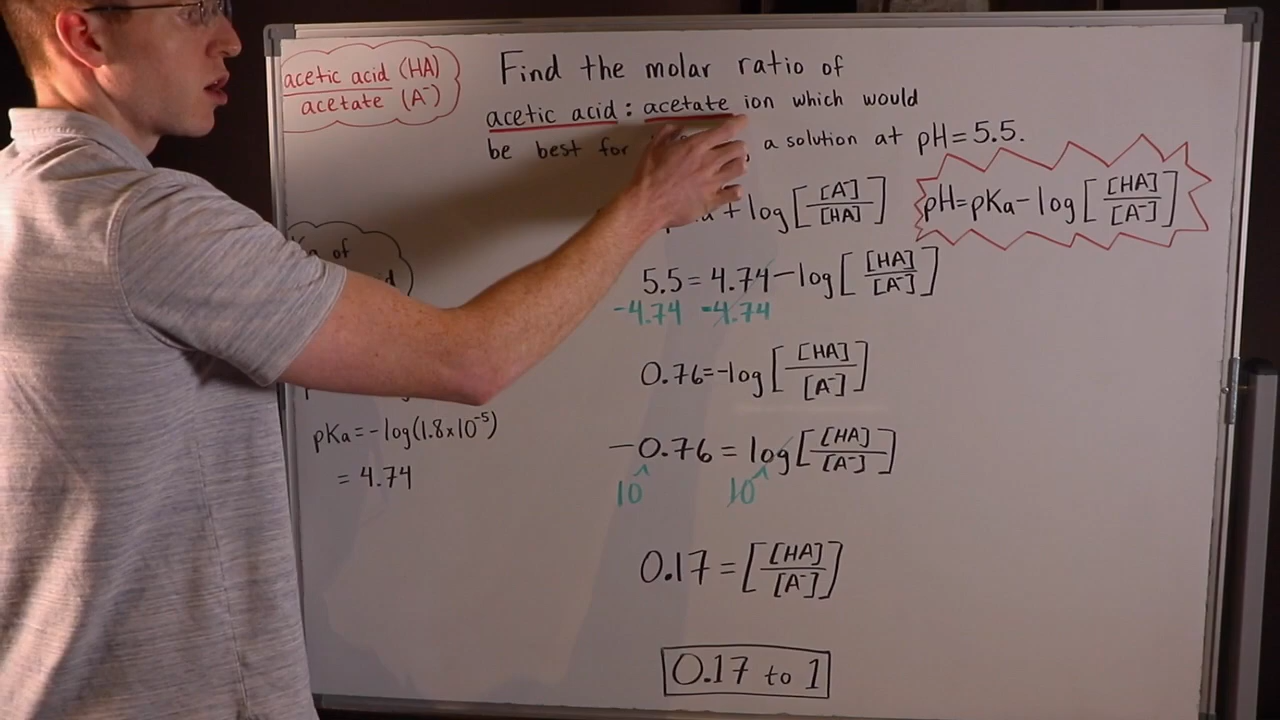 acetic acid (HA)
acetate (A⁻)
Find the molar ratio of
acetic acid : acetate ion which would
be best for a solution at pH = 5.5.
+ log [ [A⁻] / [HA] ]
pH = pKa − log [ [HA] / [A⁻] ]
of
5.5 = 4.74 − log [ [HA] / [A⁻] ]
−4.74 −4.74
0.76 = −log [ [HA] / [A⁻] ]
pKa = −log(1.8x10⁻⁵)
= 4.74
−0.76 = log [ [HA] / [A⁻] ]
10^ 10^
0.17 = [ [HA] / [A⁻] ]
0.17 to 1